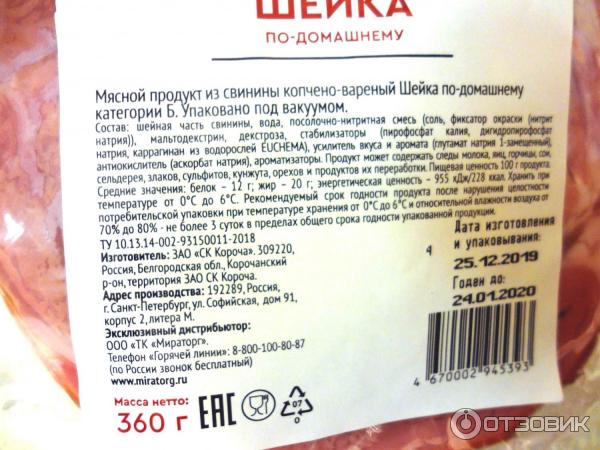 ШЕЙКА
ПО-ДОМАШНЕМУ
Мясной продукт из свинины копчено-вареный Шейка по-домашнему
категории Б. Упаковано под вакуумом.
Состав: шейная часть свинины, вода, посолочно-нитритная смесь (соль, фиксатор окраски (нитрит
натрия)), мальтодекстрин, декстроза, стабилизаторы (пирофосфат калия, дигидропирофосфат
натрия, каррагинан из водорослей EUCHEMA), усилитель вкуса и аромата (глутамат натрия 1-замещенный),
антиокислитель (аскорбат натрия), ароматизаторы. Продукт может содержать следы молока, яиц, горчицы, сои,
сельдерея, злаков, сульфитов, кунжута, орехов и продуктов их переработки. Пищевая ценность 100 г продукта.
Средние значения: белок – 12 г; жир – 20 г; энергетическая ценность – 955 кДж/228 ккал. Хранить при
температуре от 0°С до 6°С. Рекомендуемый срок годности продукта после нарушения целостности
потребительской упаковки при температуре хранения от 0°С до 6°С и относительной влажности воздуха от
70% до 80% - не более 3 суток в пределах общего срока годности упакованной продукции.
ТУ 10.13.14-002-93150011-2018
Изготовитель: ЗАО «СК Короча». 309220,
Россия, Белгородская обл., Корочанский
р-он, территория ЗАО СК Короча.
Адрес производства: 192289, Россия,
г. Санкт-Петербург, ул. Софийская, дом 91,
корпус 2, литера М.
Эксклюзивный дистрибьютор:
ООО «ТК «Мираторг».
Телефон «Горячей линии»: 8-800-100-80-87
(по России звонок бесплатный)
www.miratorg.ru
Масса нетто:
360 г
EAC
07
0
4
Дата изготовления
и упаковывания:
25.12.2019
Годен до:
24.01.2020
4 670002 945393
ОТЗОВИК